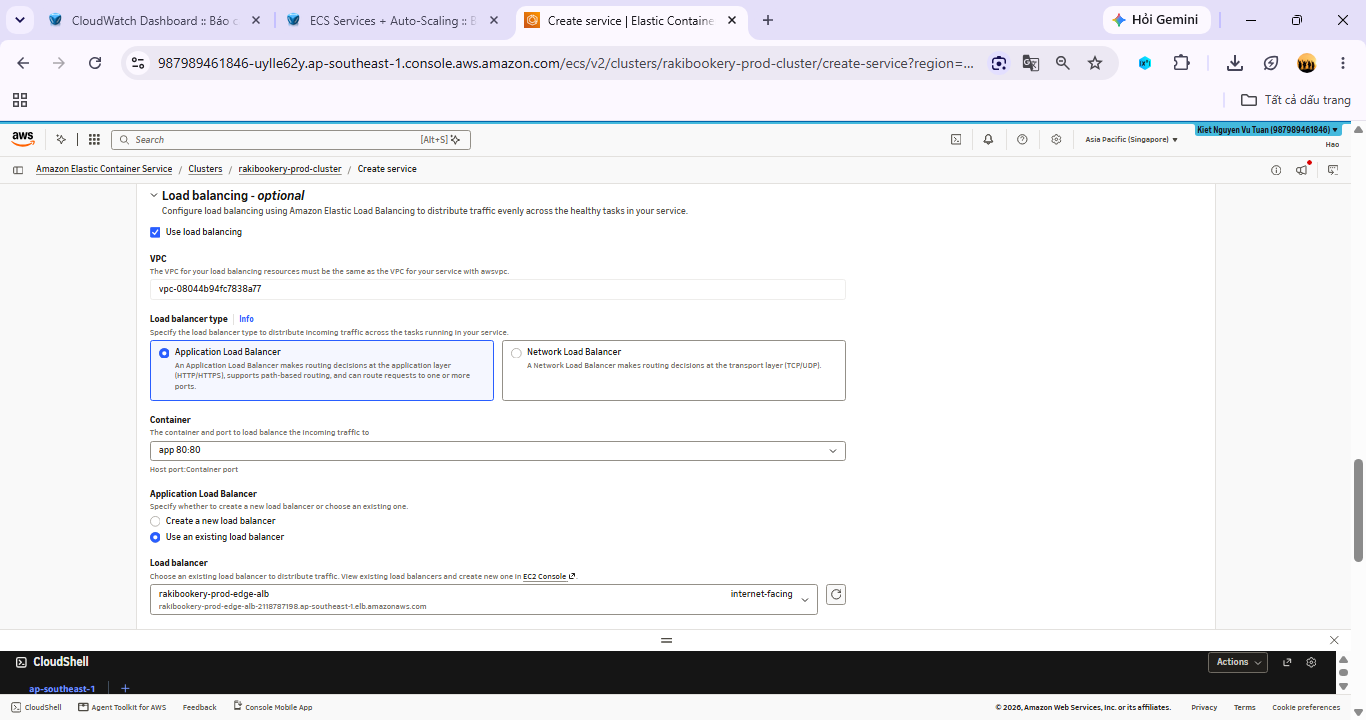 CloudWatch Dashboard :: Báo c
ECS Services + Auto-Scaling :: B
Create service | Elastic Containe
Hỏi Gemini
987989461846-uylle62y.ap-southeast-1.console.aws.amazon.com/ecs/v2/clusters/rakibookery-prod-cluster/create-service?region=...
Tất cả dấu trang
aws
Search
[Alt+S]
Asia Pacific (Singapore)
Kiet Nguyen Vu Tuan (987989461846)
Hao
Amazon Elastic Container Service / Clusters / rakibookery-prod-cluster / Create service
Load balancing - optional
Configure load balancing using Amazon Elastic Load Balancing to distribute traffic evenly across the healthy tasks in your service.
Use load balancing
VPC
The VPC for your load balancing resources must be the same as the VPC for your service with awsvpc.
vpc-08044b94fc7838a77
Load balancer type Info
Specify the load balancer type to distribute incoming traffic across the tasks running in your service.
Application Load Balancer
An Application Load Balancer makes routing decisions at the application layer
(HTTP/HTTPS), supports path-based routing, and can route requests to one or more
ports.
Network Load Balancer
A Network Load Balancer makes routing decisions at the transport layer (TCP/UDP).
Container
The container and port to load balance the incoming traffic to
app 80:80
Host port:Container port
Application Load Balancer
Specify whether to create a new load balancer or choose an existing one.
Create a new load balancer
Use an existing load balancer
Load balancer
Choose an existing load balancer to distribute traffic. View existing load balancers and create new one in EC2 Console.
rakibookery-prod-edge-alb
internet-facing
rakibookery-prod-edge-alb-2118787198.ap-southeast-1.elb.amazonaws.com
CloudShell
Actions
ap-southeast-1
CloudShell
Agent Toolkit for AWS
Feedback
Console Mobile App
© 2026, Amazon Web Services, Inc. or its affiliates.
Privacy
Terms
Cookie preferences